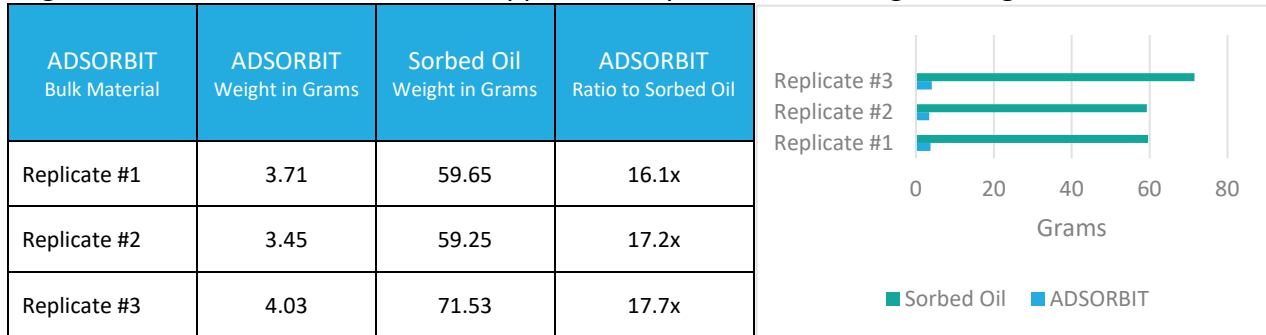 ADSORBIT
Bulk Material
ADSORBIT
Weight in Grams
Sorbed Oil
Weight in Grams
ADSORBIT
Ratio to Sorbed Oil
Replicate #1
3.71
59.65
16.1x
Replicate #2
3.45
59.25
17.2x
Replicate #3
4.03
71.53
17.7x
Replicate #3
Replicate #2
Replicate #1
0 20 40 60 80
Grams
Sorbed Oil ADSORBIT